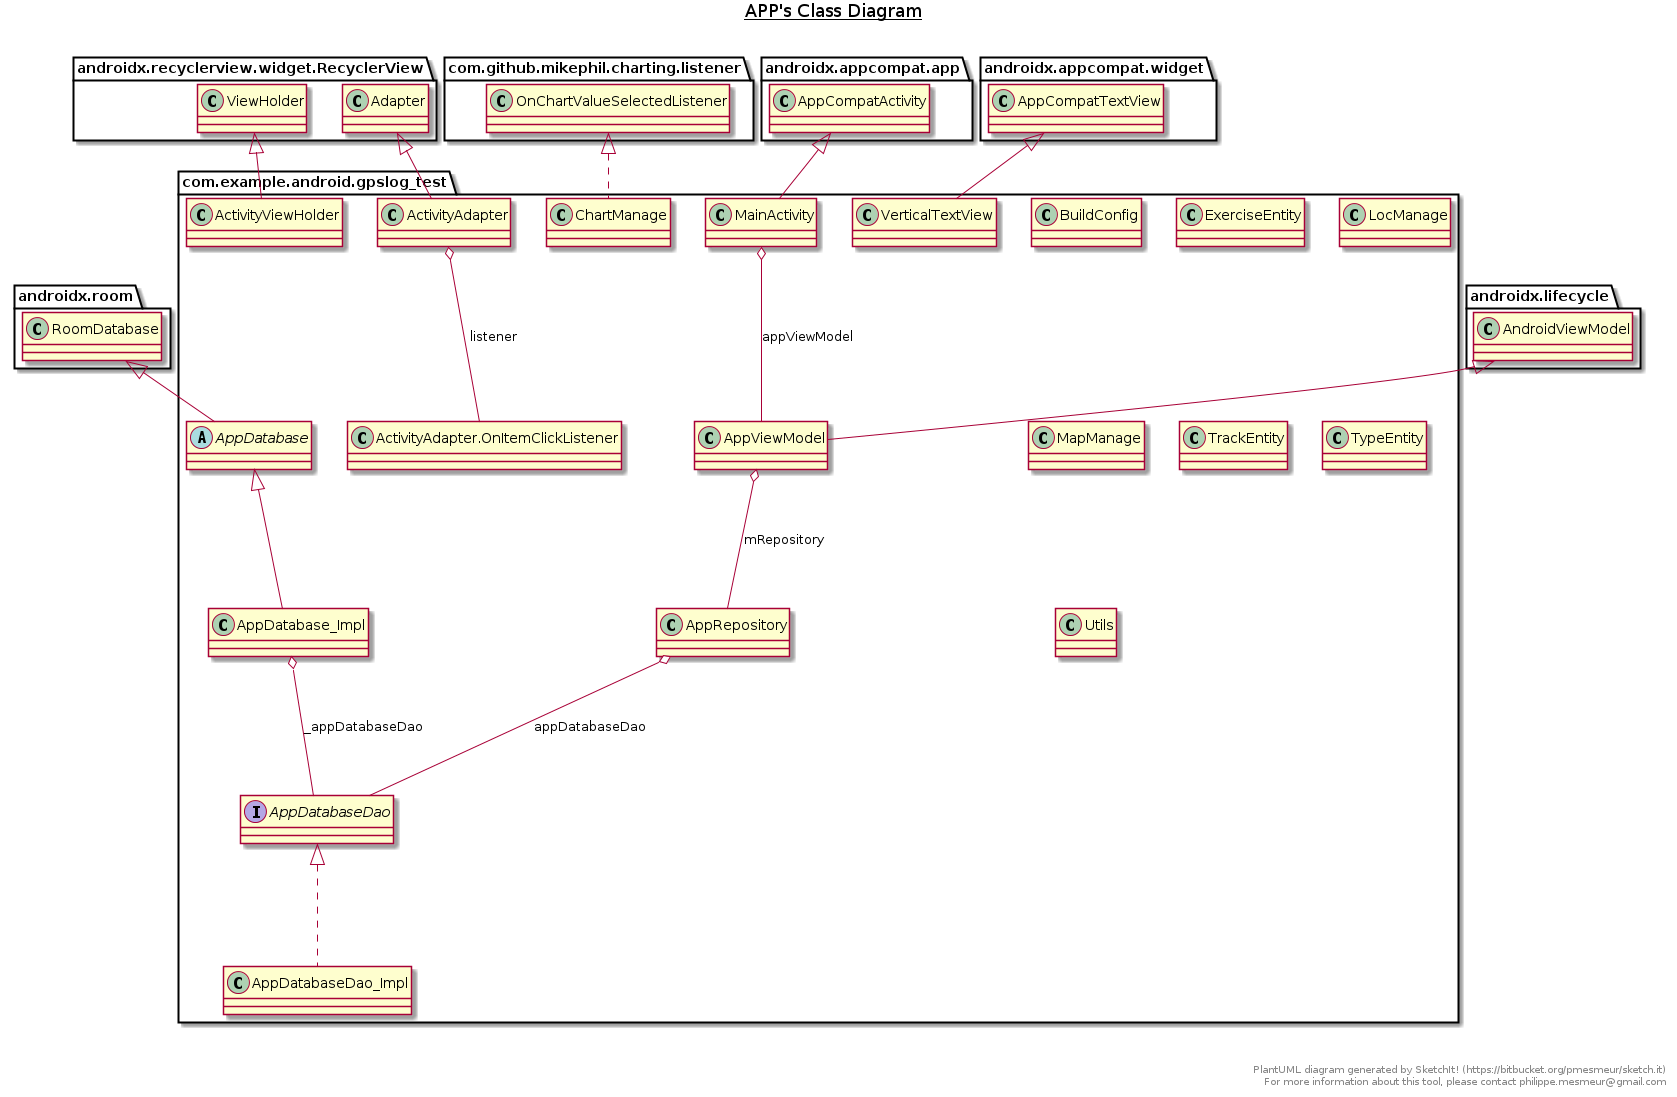 APP's Class Diagram
androidx.recyclerview.widget.RecyclerView
com.github.mikephil.charting.listener
androidx.appcompat.app
androidx.appcompat.widget
C ViewHolder
C Adapter
C OnChartValueSelectedListener
C AppCompatActivity
C AppCompatTextView
com.example.android.gpslog_test
C ActivityViewHolder
C ActivityAdapter
C ChartManage
C MainActivity
C VerticalTextView
C BuildConfig
C ExerciseEntity
C LocManage
androidx.room
androidx.lifecycle
C RoomDatabase
C AndroidViewModel
listener
appViewModel
A AppDatabase
C ActivityAdapter.OnItemClickListener
C AppViewModel
C MapManage
C TrackEntity
C TypeEntity
mRepository
C AppDatabase_Impl
C AppRepository
C Utils
_appDatabaseDao
appDatabaseDao
I AppDatabaseDao
C AppDatabaseDao_Impl
PlantUML diagram generated by SketchIt! (https://bitbucket.org/pmesmeur/sketch.it)
For more information about this tool, please contact philippe.mesmeur@gmail.com